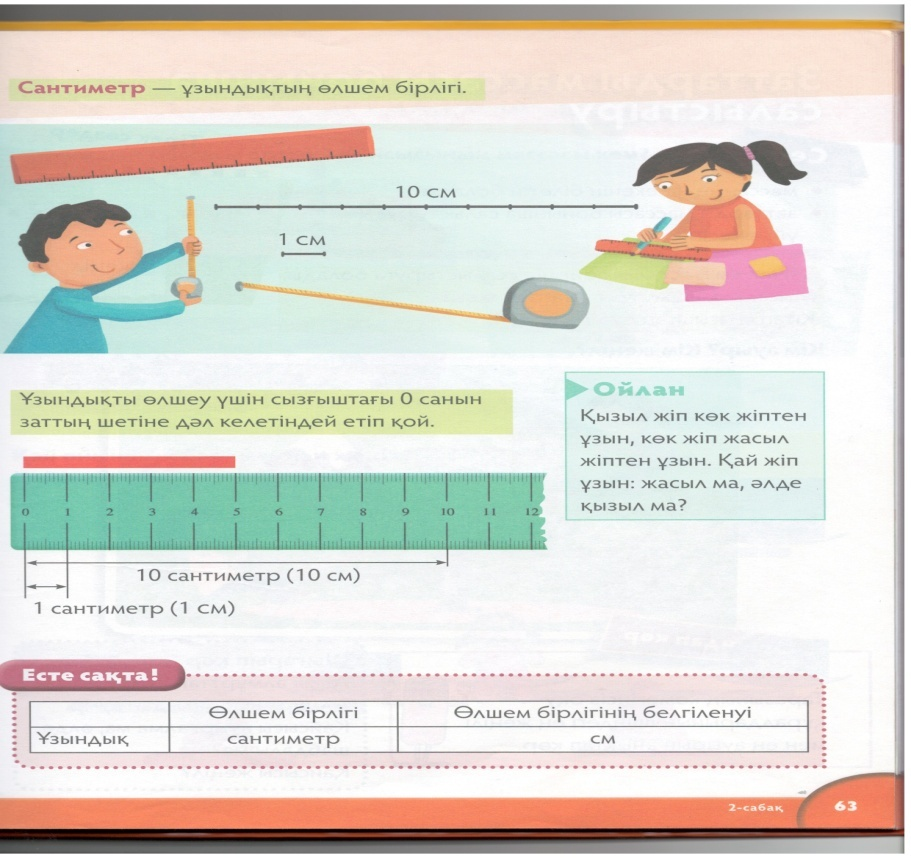 Сантиметр — ұзындықтың өлшем бірлігі.
10 см
1 см
Ұзындықты өлшеу үшін сызғыштағы 0 санын
заттың шетіне дәл келетіндей етіп қой.
Ойлан
Қызыл жіп көк жіптен
ұзын, көк жіп жасыл
жіптен ұзын. Қай жіп
ұзын: жасыл ма, әлде
қызыл ма?
0 1 2 3 4 5 6 7 8 9 10 11 12
10 сантиметр (10 см)
1 сантиметр (1 см)
Есте сақта!
Өлшем бірлігі Өлшем бірлігінің белгіленуі
Ұзындық сантиметр см
2-сабақ 63